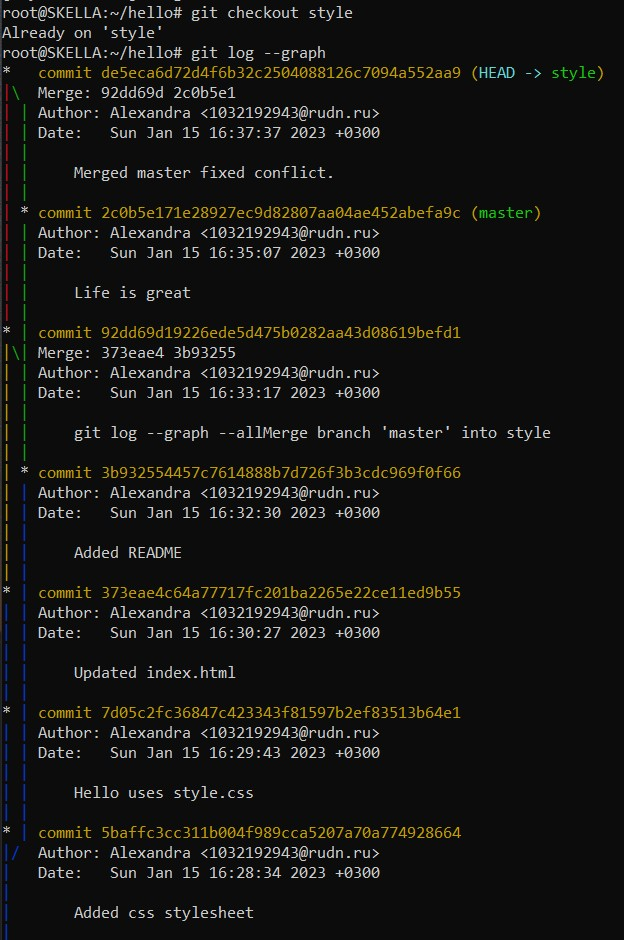 root@SKELLA:~/hello# git checkout style
Already on 'style'
root@SKELLA:~/hello# git log --graph
*   commit de5eca6d72d4f6b32c2504088126c7094a552aa9 (HEAD -> style)
|\  Merge: 92dd69d 2c0b5e1
| | Author: Alexandra <1032192943@rudn.ru>
| | Date:   Sun Jan 15 16:37:37 2023 +0300
| |
| |     Merged master fixed conflict.
| |
| * commit 2c0b5e171e28927ec9d82807aa04ae452abefa9c (master)
| | Author: Alexandra <1032192943@rudn.ru>
| | Date:   Sun Jan 15 16:35:07 2023 +0300
| |
| |     Life is great
| |
* | commit 92dd69d19226ede5d475b0282aa43d08619befd1
|\| Merge: 373eae4 3b93255
| | Author: Alexandra <1032192943@rudn.ru>
| | Date:   Sun Jan 15 16:33:17 2023 +0300
| |
| |     git log --graph --allMerge branch 'master' into style
| |
| * commit 3b932554457c7614888b7d726f3b3cdc969f0f66
| | Author: Alexandra <1032192943@rudn.ru>
| | Date:   Sun Jan 15 16:32:30 2023 +0300
| |
| |     Added README
| |
* | commit 373eae4c64a77717fc201ba2265e22ce11ed9b55
| | Author: Alexandra <1032192943@rudn.ru>
| | Date:   Sun Jan 15 16:30:27 2023 +0300
| |
| |     Updated index.html
| |
* | commit 7d05c2fc36847c423343f81597b2ef83513b64e1
| | Author: Alexandra <1032192943@rudn.ru>
| | Date:   Sun Jan 15 16:29:43 2023 +0300
| |
| |     Hello uses style.css
| |
* | commit 5baffc3cc311b004f989cca5207a70a774928664
|/  Author: Alexandra <1032192943@rudn.ru>
|   Date:   Sun Jan 15 16:28:34 2023 +0300
|
|       Added css stylesheet
|